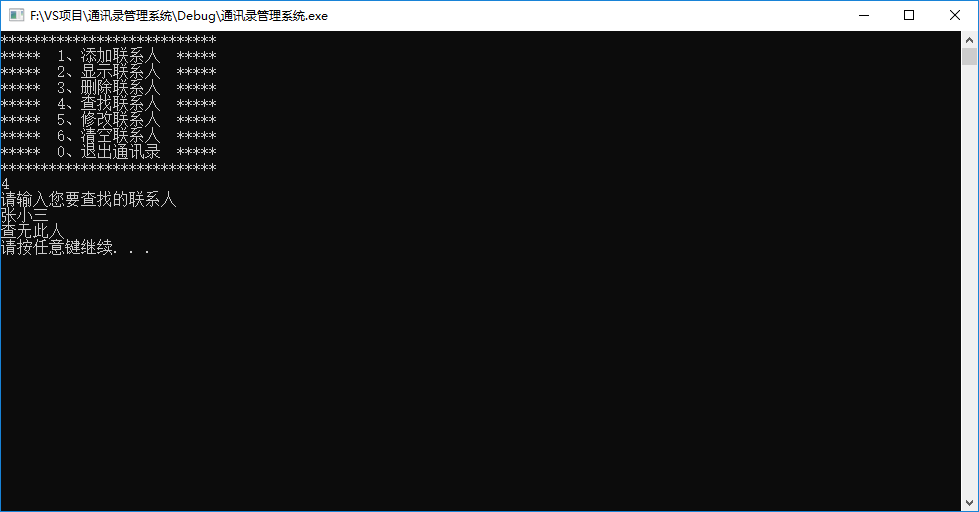 F:\VS项目\通讯录管理系统\Debug\通讯录管理系统.exe
***************************
*****  1、添加联系人  *****
*****  2、显示联系人  *****
*****  3、删除联系人  *****
*****  4、查找联系人  *****
*****  5、修改联系人  *****
*****  6、清空联系人  *****
*****  0、退出通讯录  *****
***************************
4
请输入您要查找的联系人
张小三
查无此人
请按任意键继续. . .